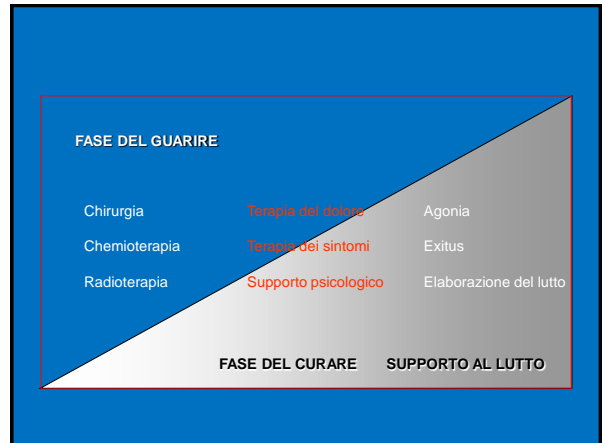 FASE DEL GUARIRE
Chirurgia Terapia del dolore Agonia
Chemioterapia Terapia dei sintomi Exitus
Radioterapia Supporto psicologico Elaborazione del lutto
FASE DEL CURARE SUPPORTO AL LUTTO